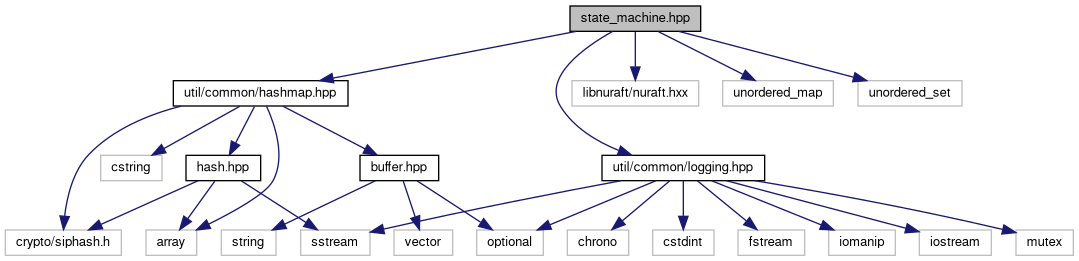 state_machine.hpp
util/common/hashmap.hpp
libnuraft/nuraft.hxx
unordered_map
unordered_set
cstring
hash.hpp
buffer.hpp
util/common/logging.hpp
crypto/siphash.h
array
string
sstream
vector
optional
chrono
cstdint
fstream
iomanip
iostream
mutex